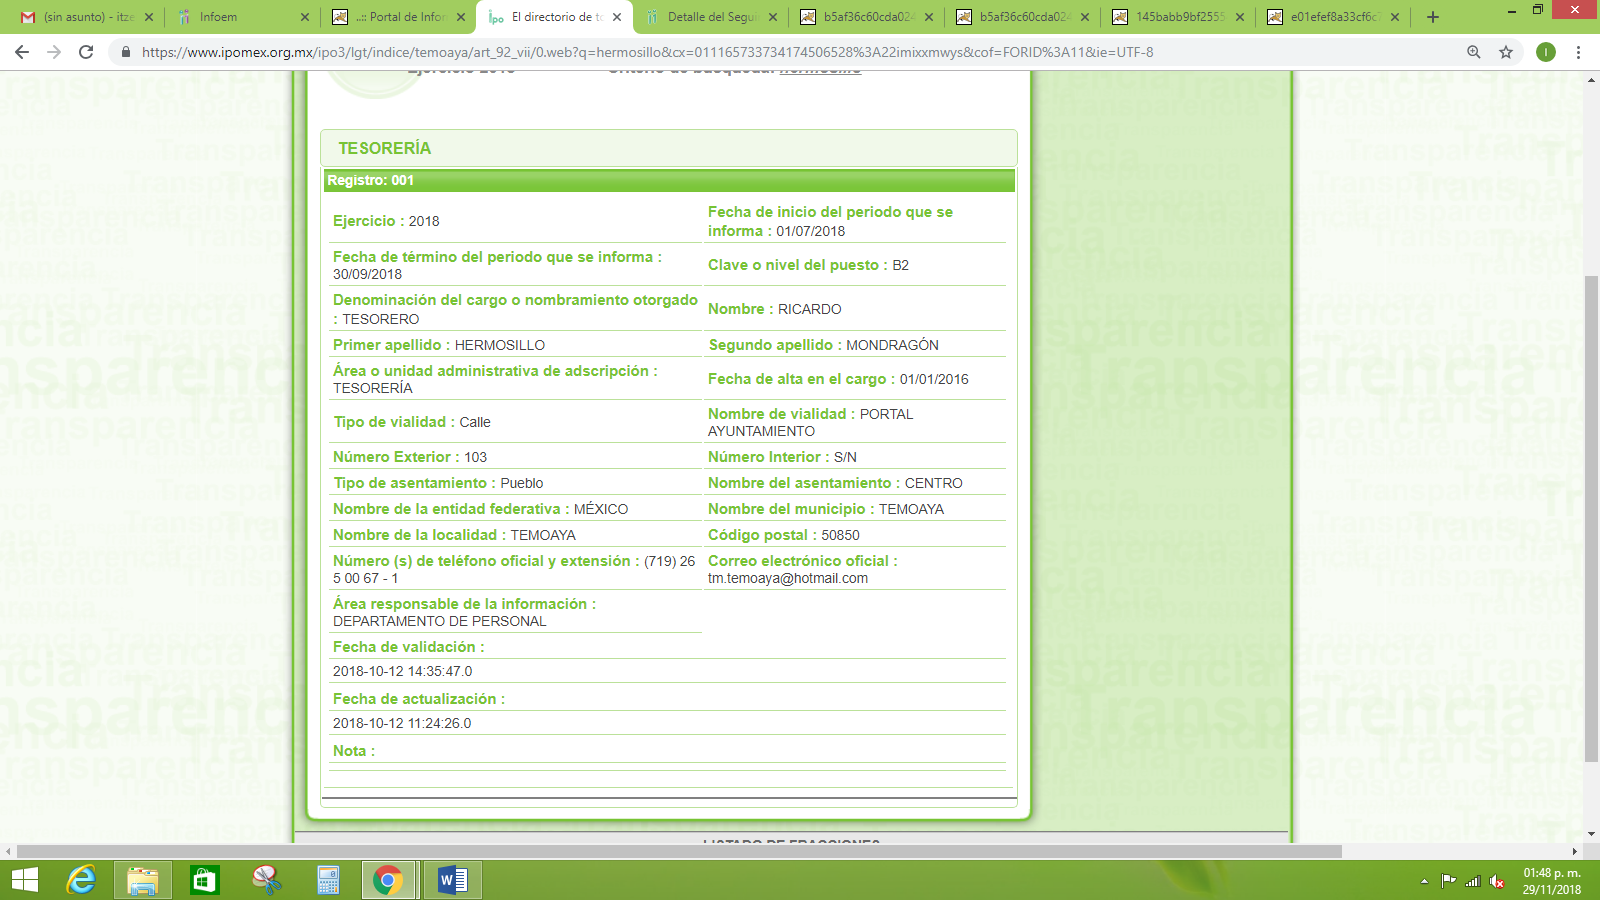 (sin asunto) - itze
Infoem
..:: Portal de Infor
El directorio de to
Detalle del Segui
b5af36c60cda024
b5af36c60cda024
145babb9bf2555
e01efef8a33cf6c7
https://www.ipomex.org.mx/ipo3/lgt/indice/temoaya/art_92_vii/0.web?q=hermosillo&cx=011165733734174506528%3A22imixxmwys&cof=FORID%3A11&ie=UTF-8
TESORERÍA
Registro: 001
Ejercicio : 2018
Fecha de inicio del periodo que se
informa : 01/07/2018
Fecha de término del periodo que se informa :
30/09/2018
Clave o nivel del puesto : B2
Denominación del cargo o nombramiento otorgado
: TESORERO
Nombre : RICARDO
Primer apellido : HERMOSILLO
Segundo apellido : MONDRAGÓN
Área o unidad administrativa de adscripción :
TESORERÍA
Fecha de alta en el cargo : 01/01/2016
Tipo de vialidad : Calle
Nombre de vialidad : PORTAL
AYUNTAMIENTO
Número Exterior : 103
Número Interior : S/N
Tipo de asentamiento : Pueblo
Nombre del asentamiento : CENTRO
Nombre de la entidad federativa : MÉXICO
Nombre del municipio : TEMOAYA
Nombre de la localidad : TEMOAYA
Código postal : 50850
Número (s) de teléfono oficial y extensión : (719) 26
5 00 67 - 1
Correo electrónico oficial :
tm.temoaya@hotmail.com
Área responsable de la información :
DEPARTAMENTO DE PERSONAL
Fecha de validación :
2018-10-12 14:35:47.0
Fecha de actualización :
2018-10-12 11:24:26.0
Nota :
LISTADO DE FRACCIONES
01:48 p. m.
29/11/2018